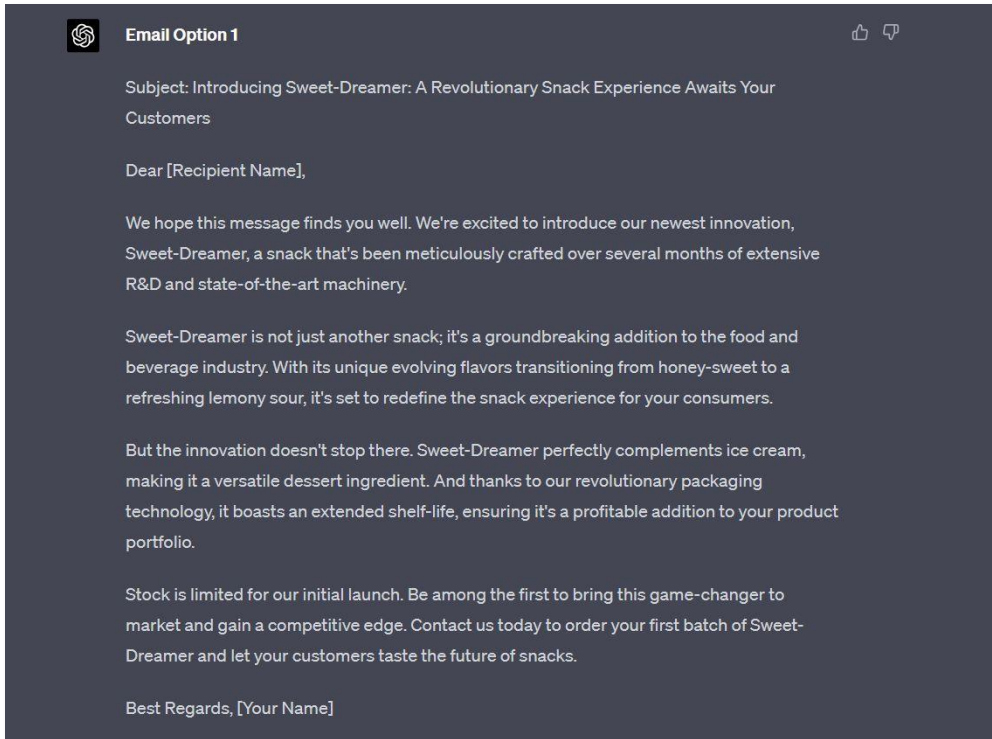 Email Option 1
Subject: Introducing Sweet-Dreamer: A Revolutionary Snack Experience Awaits Your
Customers
Dear [Recipient Name],
We hope this message finds you well. We're excited to introduce our newest innovation,
Sweet-Dreamer, a snack that's been meticulously crafted over several months of extensive
R&D and state-of-the-art machinery.
Sweet-Dreamer is not just another snack; it's a groundbreaking addition to the food and
beverage industry. With its unique evolving flavors transitioning from honey-sweet to a
refreshing lemony sour, it's set to redefine the snack experience for your consumers.
But the innovation doesn't stop there. Sweet-Dreamer perfectly complements ice cream,
making it a versatile dessert ingredient. And thanks to our revolutionary packaging
technology, it boasts an extended shelf-life, ensuring it's a profitable addition to your product
portfolio.
Stock is limited for our initial launch. Be among the first to bring this game-changer to
market and gain a competitive edge. Contact us today to order your first batch of Sweet-
Dreamer and let your customers taste the future of snacks.
Best Regards, [Your Name]